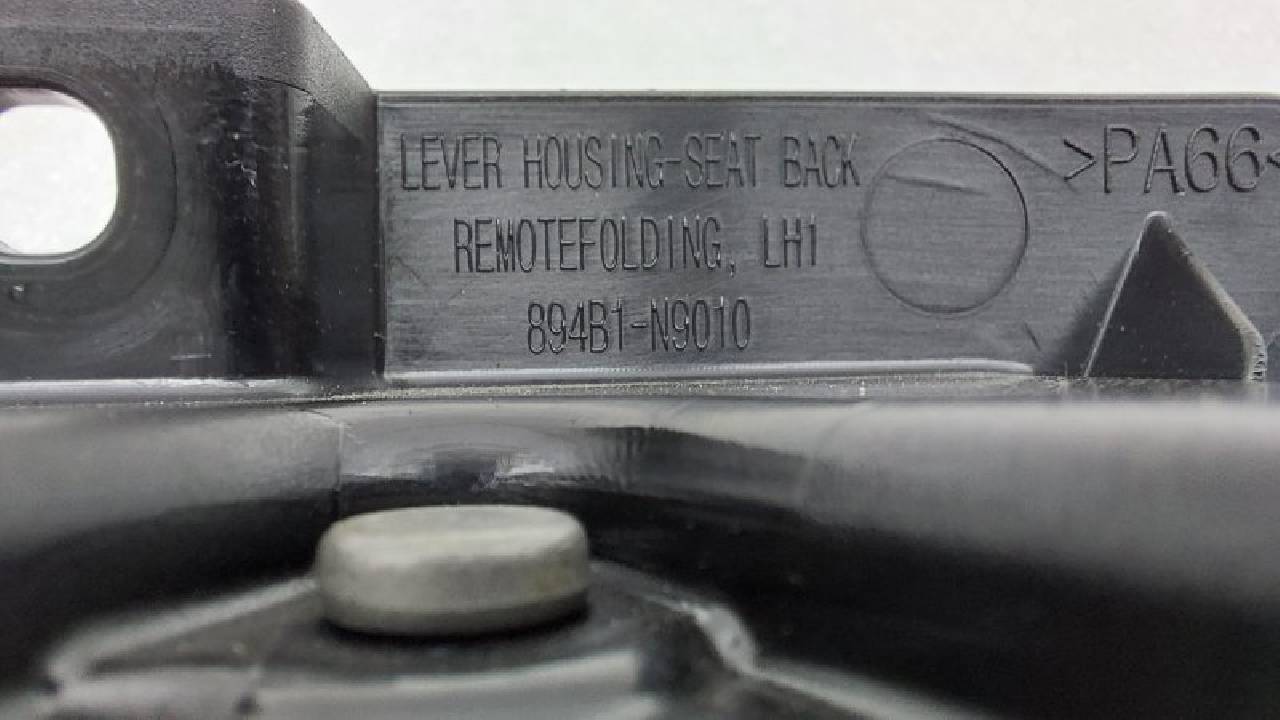 LEVER HOUSING-SEAT BACK
REMOTEFOLDING, LH1
894B1-N9010
>PA66<